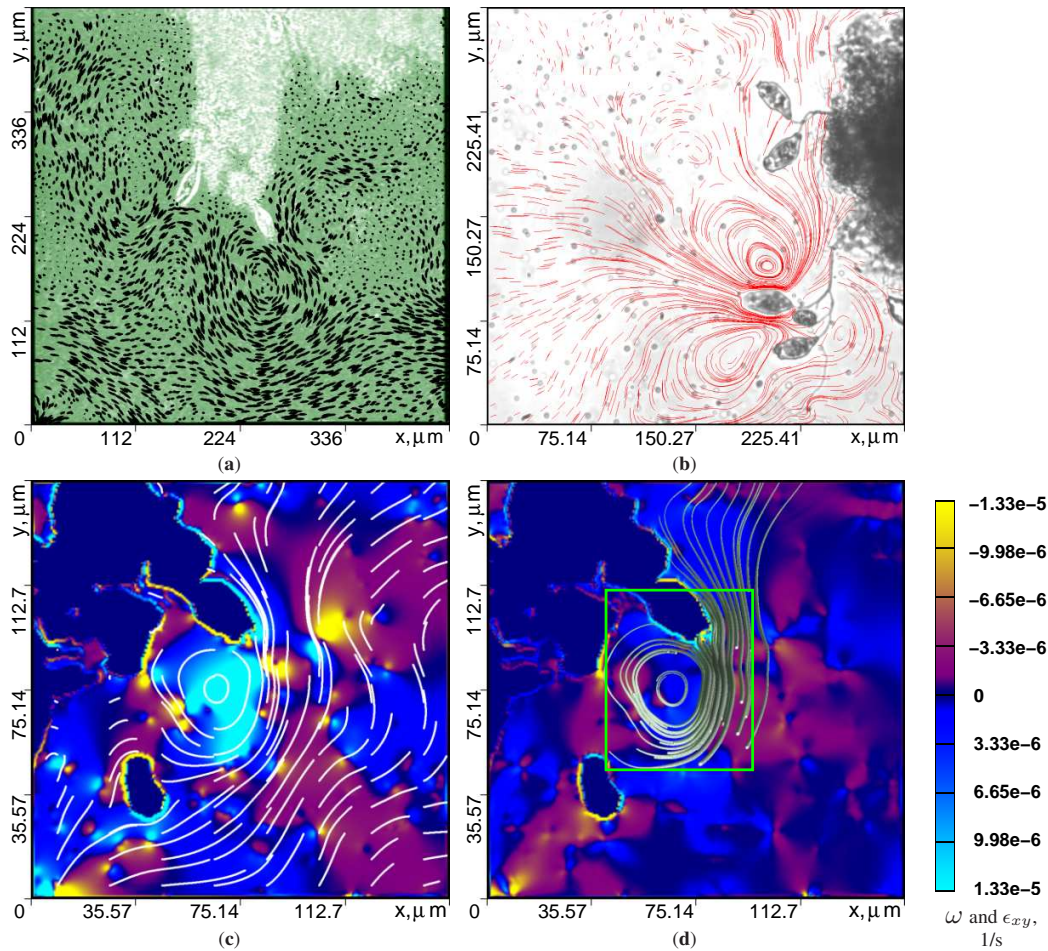 y, μm
336
224
112
0
112
224
336
x, μm
(a)
y, μm
225.41
150.27
75.14
0
75.14
150.27
225.41
x, μm
(b)
y, μm
112.7
75.14
35.57
0
35.57
75.14
112.7
x, μm
(c)
y, μm
112.7
75.14
35.57
0
35.57
75.14
112.7
x, μm
(d)
−1.33e−5
−9.98e−6
−6.65e−6
−3.33e−6
0
3.33e−6
6.65e−6
9.98e−6
1.33e−5
ω and ϵxy,
1/s